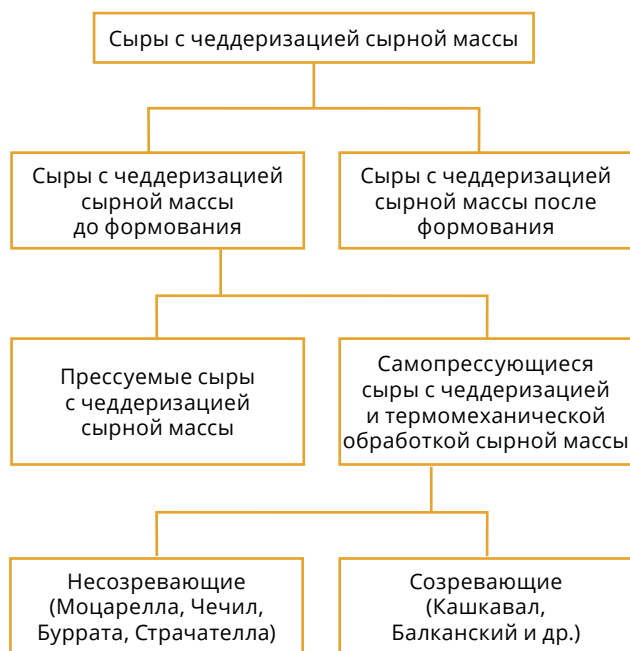 Сыры с чеддеризацией сырной массы
Сыры с чеддеризацией
сырной массы
до формования
Сыры с чеддеризацией
сырной массы после
формования
Прессуемые сыры
с чеддеризацией
сырной массы
Самопрессующиеся
сыры с чеддеризацией
и термомеханической
обработкой сырной массы
Несозревающие
(Моцарелла, Чечил,
Буррата, Страчателла)
Созревающие
(Кашкавал,
Балканский и др.)